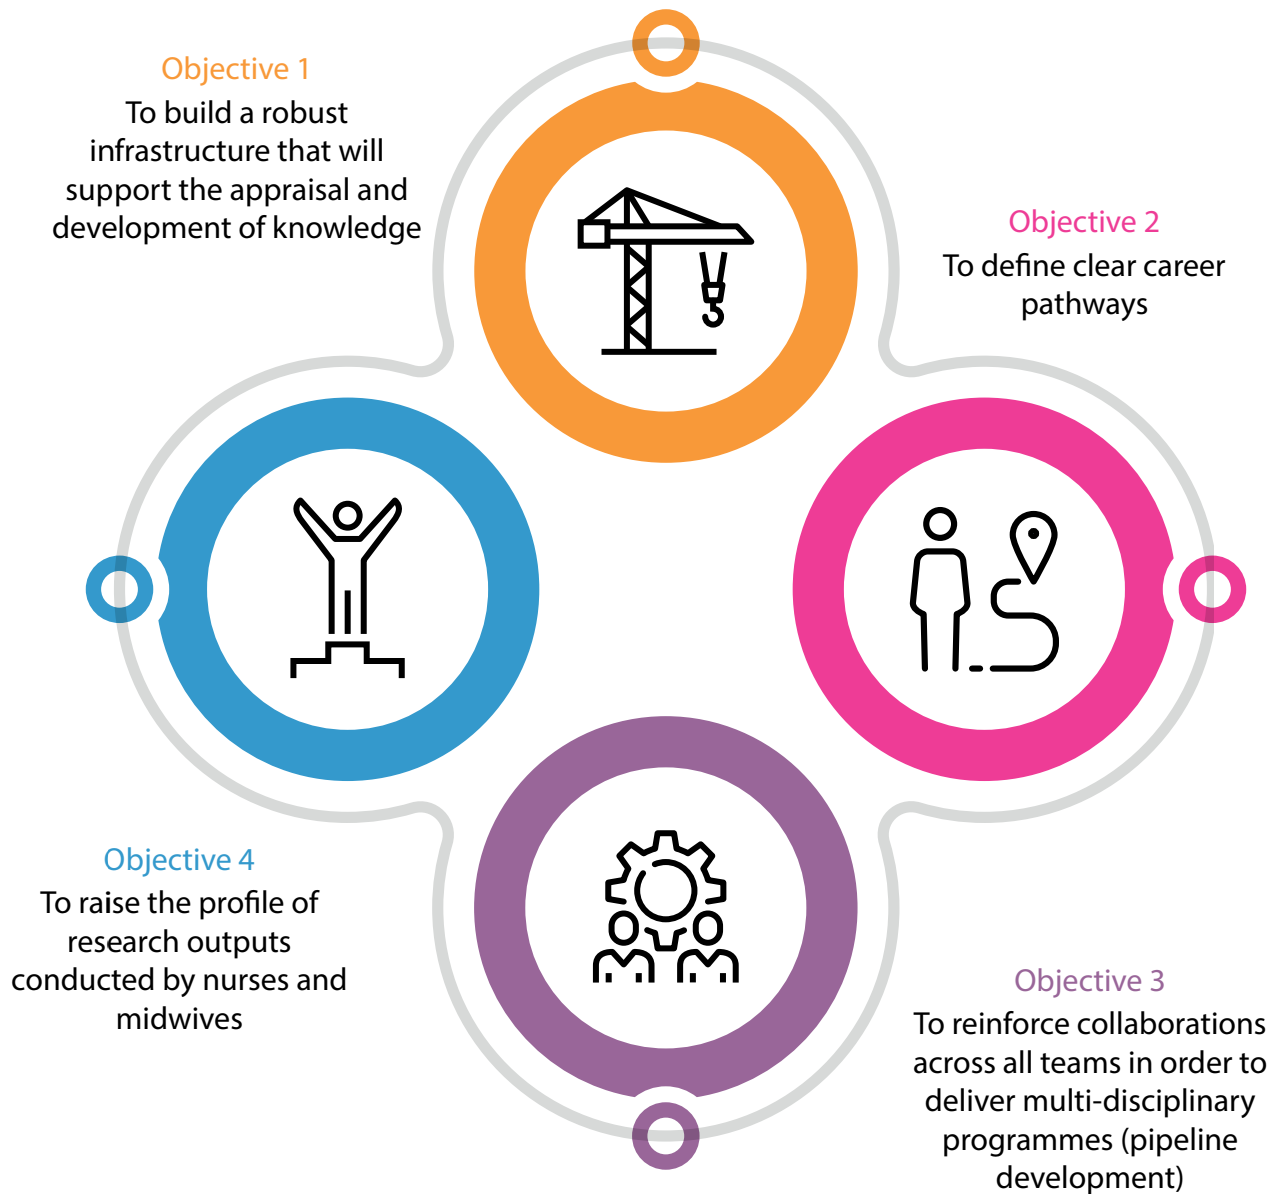 Objective 1
To build a robust
infrastructure that will
support the appraisal and
development of knowledge
Objective 2
To define clear career
pathways
Objective 3
To reinforce collaborations
across all teams in order to
deliver multi-disciplinary
programmes (pipeline
development)
Objective 4
To raise the profile of
research outputs
conducted by nurses and
midwives